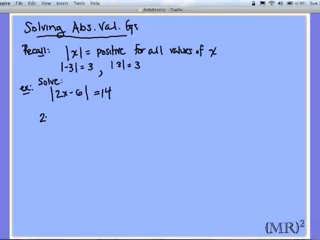 Solving Abs. Val. Eqs
Recall: |x| = positive for all values of x
|-3| = 3 , |3| = 3
ex: Solve:
|2x-6| = 14
2
(MR)²